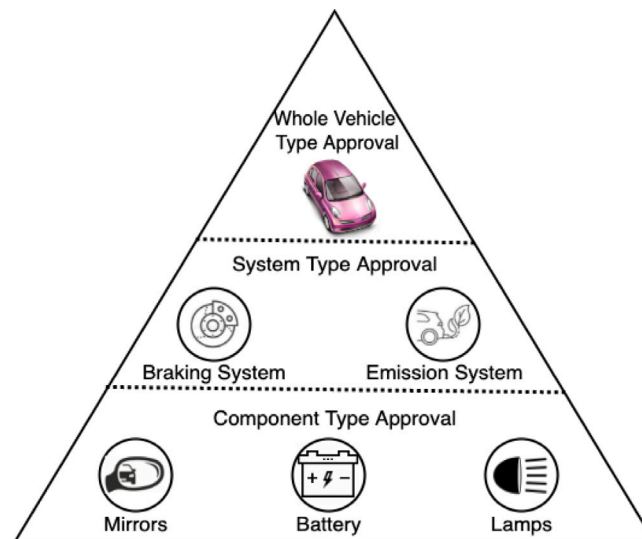 Whole Vehicle
Type Approval
System Type Approval
Braking System
Emission System
Component Type Approval
+ −
Mirrors
Battery
Lamps